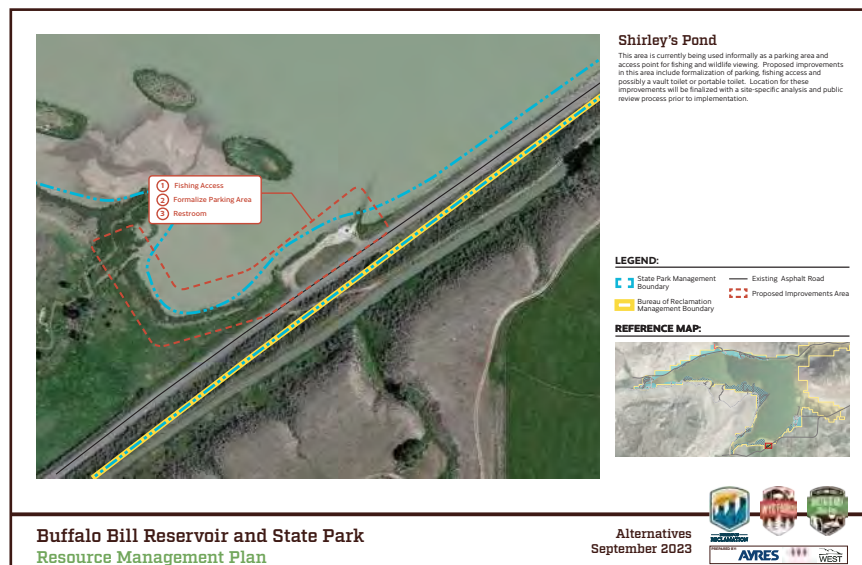 Shirley's Pond
This area is currently being used informally as a parking area and
access point for fishing and wildlife viewing. Proposed improvements
in this area include formalization of parking, fishing access and
possibly a vault toilet or portable toilet. Location for these
improvements will be finalized with a site-specific analysis and public
review process prior to implementation.
1 Fishing Access
2 Formalize Parking Area
3 Restroom
LEGEND:
State Park Management
Boundary
Bureau of Reclamation
Management Boundary
Existing Asphalt Road
Proposed Improvements Area
REFERENCE MAP:
Buffalo Bill Reservoir and State Park
Resource Management Plan
Alternatives
September 2023
RECLAMATION
PREPARED BY:
AYRES
WEST